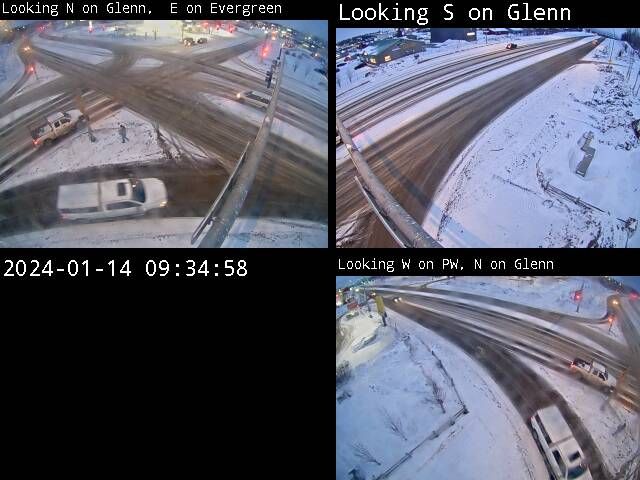 Looking N on Glenn,  E on Evergreen
Looking S on Glenn
2024-01-14 09:34:58
Looking W on PW, N on Glenn